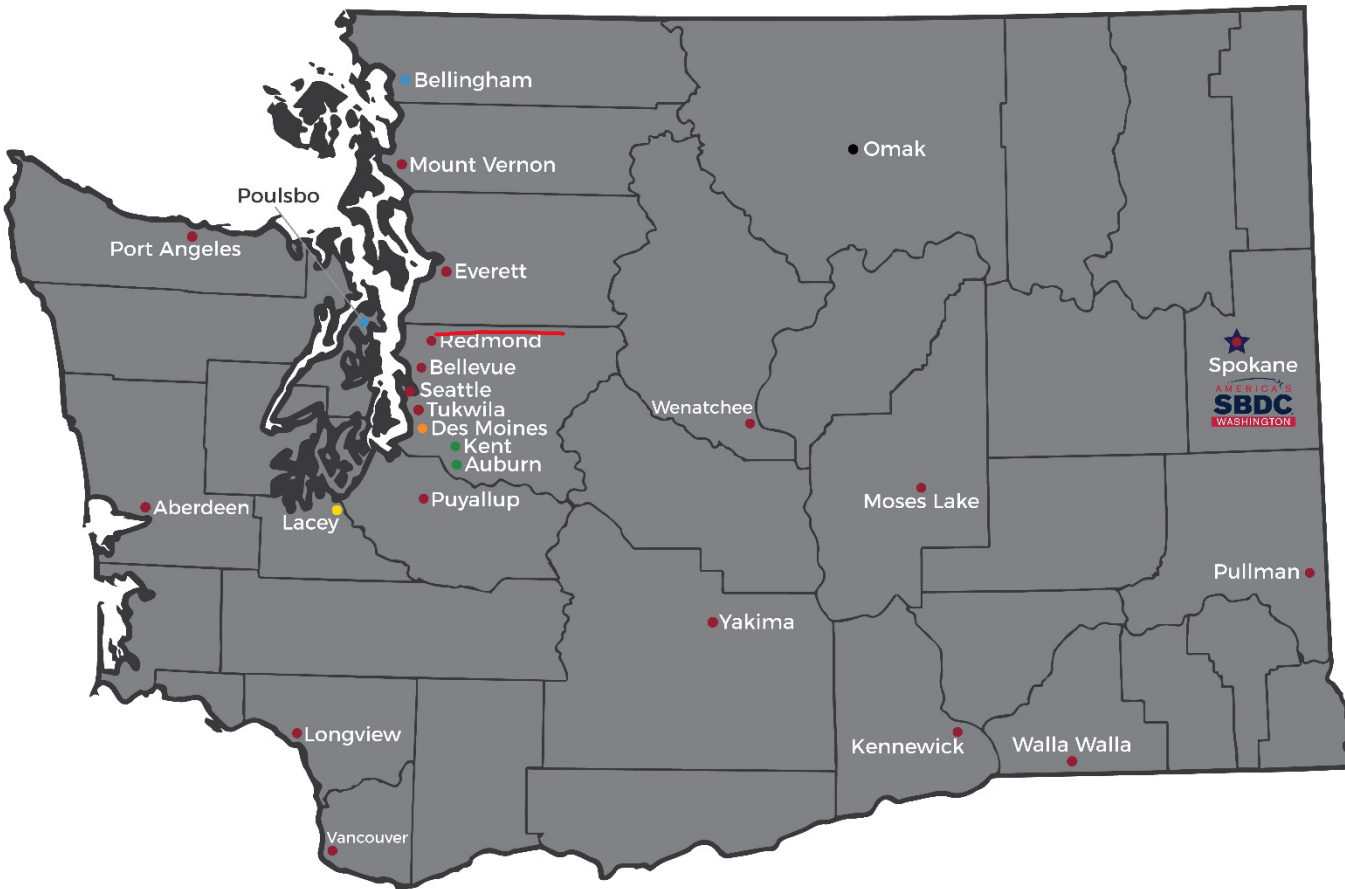 Bellingham
Omak
Mount Vernon
Poulsbo
Port Angeles
Everett
Redmond
Bellevue
Spokane
AMERICA'S
SBDC
WASHINGTON
Seattle
Tukwila
Wenatchee
Des Moines
Kent
Auburn
Puyallup
Moses Lake
Aberdeen
Lacey
Pullman
Yakima
Longview
Kennewick
Walla Walla
Vancouver